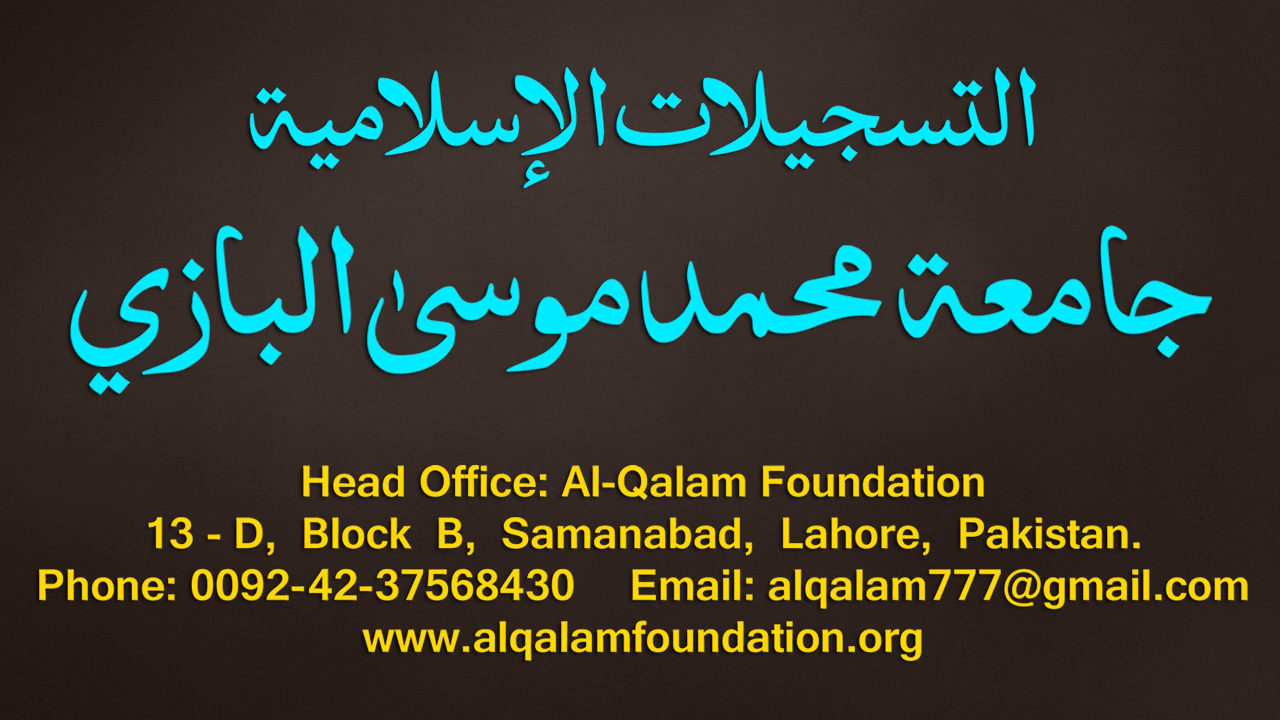 التسجيلات الإسلامية
جامعة محمد موسىٰ البازي
Head Office: Al-Qalam Foundation
13 - D, Block B, Samanabad, Lahore, Pakistan.
Phone: 0092-42-37568430 Email: alqalam777@gmail.com
www.alqalamfoundation.org